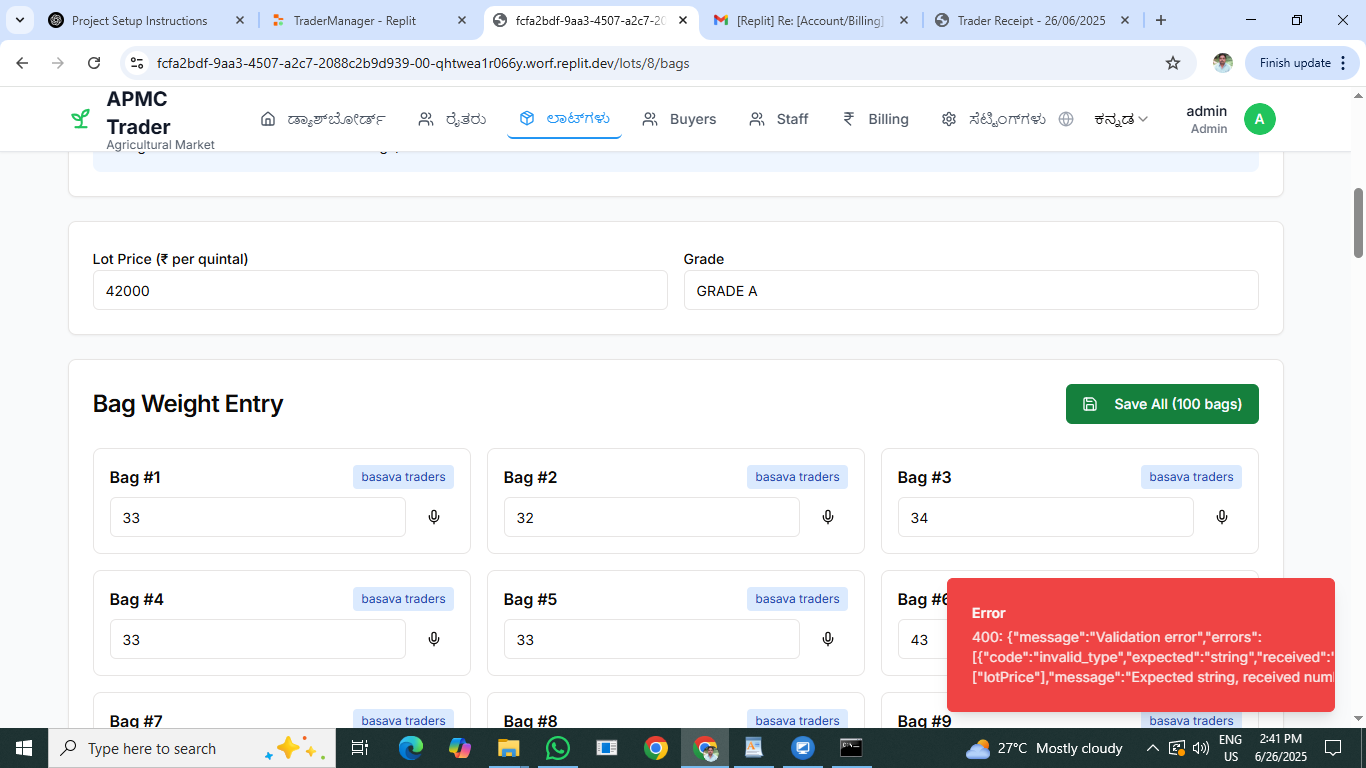 Project Setup Instructions
TraderManager - Replit
fcfa2bdf-9aa3-4507-a2c7-20
[Replit] Re: [Account/Billing]
Trader Receipt - 26/06/2025
fcfa2bdf-9aa3-4507-a2c7-2088c2b9d939-00-qhtwea1r066y.worf.replit.dev/lots/8/bags
Finish update
APMC
Trader
Agricultural Market
ಡ್ಯಾಶ್‌ಬೋರ್ಡ್
ರೈತರು
ಲಾಟ್‌ಗಳು
Buyers
Staff
Billing
ಸೆಟ್ಟಿಂಗ್‌ಗಳು
ಕನ್ನಡ
admin
Admin
A
Lot Price (₹ per quintal)
Grade
42000
GRADE A
Bag Weight Entry
Save All (100 bags)
Bag #1 basava traders
33
Bag #2 basava traders
32
Bag #3 basava traders
34
Bag #4 basava traders
33
Bag #5 basava traders
33
Bag #6
43
Bag #7 basava traders
Bag #8 basava traders
Bag #9 basava traders
Error
400: {"message":"Validation error","errors":
[{"code":"invalid_type","expected":"string","received":"
["lotPrice"],"message":"Expected string, received num
Type here to search
27°C Mostly cloudy
ENG
US
2:41 PM
6/26/2025